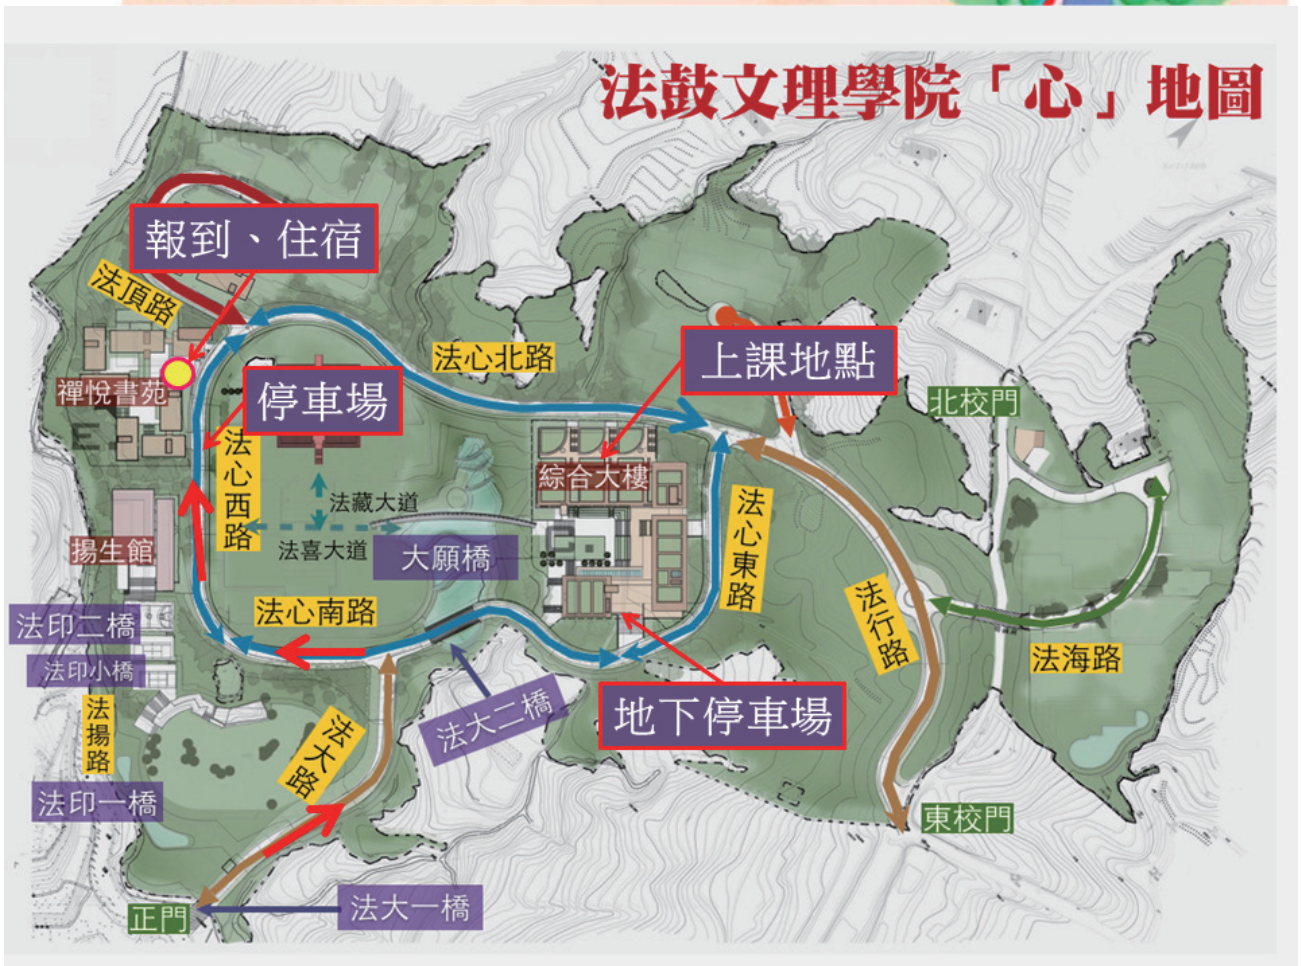 法鼓文理學院「心」地圖
報到、住宿
法頂路
法心北路
上課地點
禪悅書苑
停車場
北校門
法心西路
綜合大樓
法藏大道
法喜大道
大願橋
揚生館
法心東路
法印二橋
法心南路
法行路
法印小橋
法海路
法揚路
法大路
法大二橋
地下停車場
法印一橋
東校門
正門
法大一橋